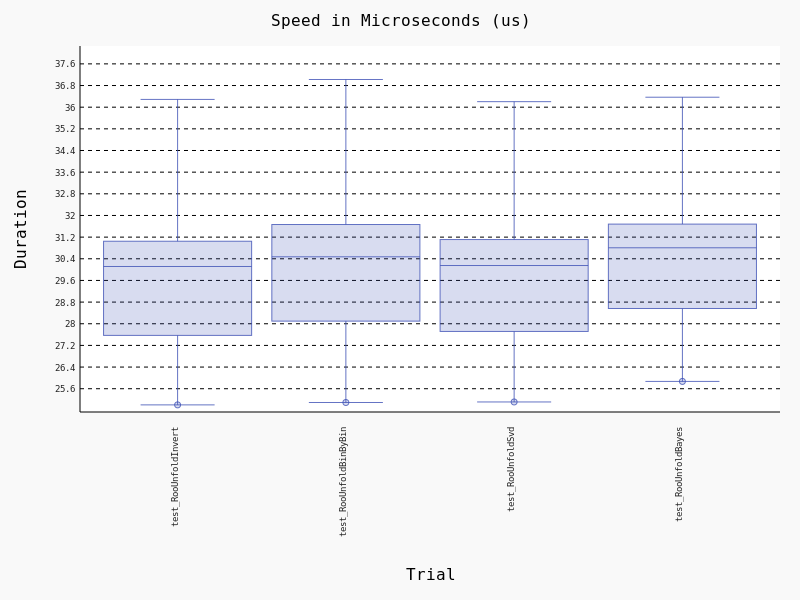 Speed in Microseconds (us)
Duration
37.6
36.8
36
35.2
34.4
33.6
32.8
32
31.2
30.4
29.6
28.8
28
27.2
26.4
25.6
test_RooUnfoldInvert
test_RooUnfoldBinByBin
test_RooUnfoldSvd
test_RooUnfoldBayes
Trial